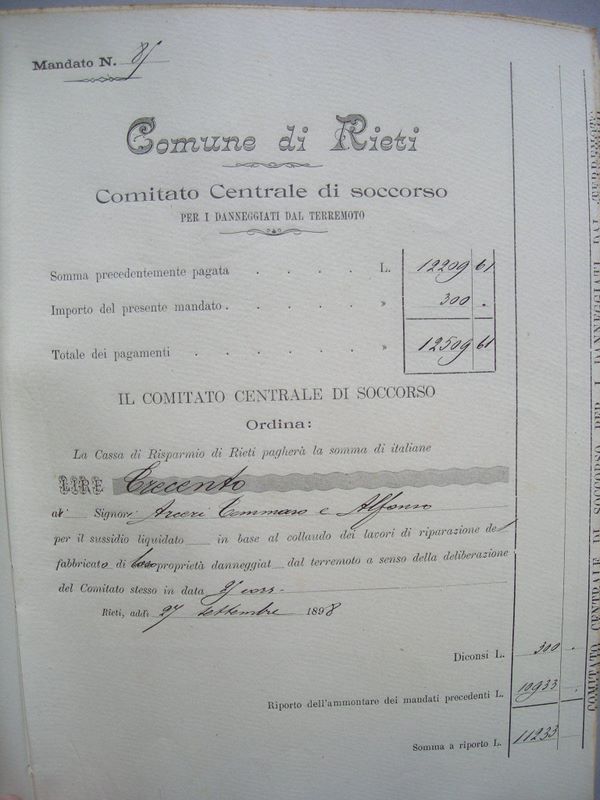 Mandato N. 85
Comune di Rieti
Comitato Centrale di soccorso
PER I DANNEGGIATI DAL TERREMOTO
Somma precedentemente pagata . . . . L. 12209 61
Importo del presente mandato . . . . . » 300 .
Totale dei pagamenti . . . . . . » 12509 61
IL COMITATO CENTRALE DI SOCCORSO
Ordina:
La Cassa di Risparmio di Rieti pagherà la somma di italiane
LIRE Trecento
ai Signori Arceri Tommaso e Alfonso
per il sussidio liquidato in base al collaudo dei lavori di riparazione del
fabbricato di loro proprietà danneggiat dal terremoto a senso della deliberazione
del Comitato stesso in data corr.
Rieti, addì 27 settembre 1898
Diconsi L. 300 .
Riporto dell'ammontare dei mandati precedenti L. 10933 .
Somma a riporto L. 11233